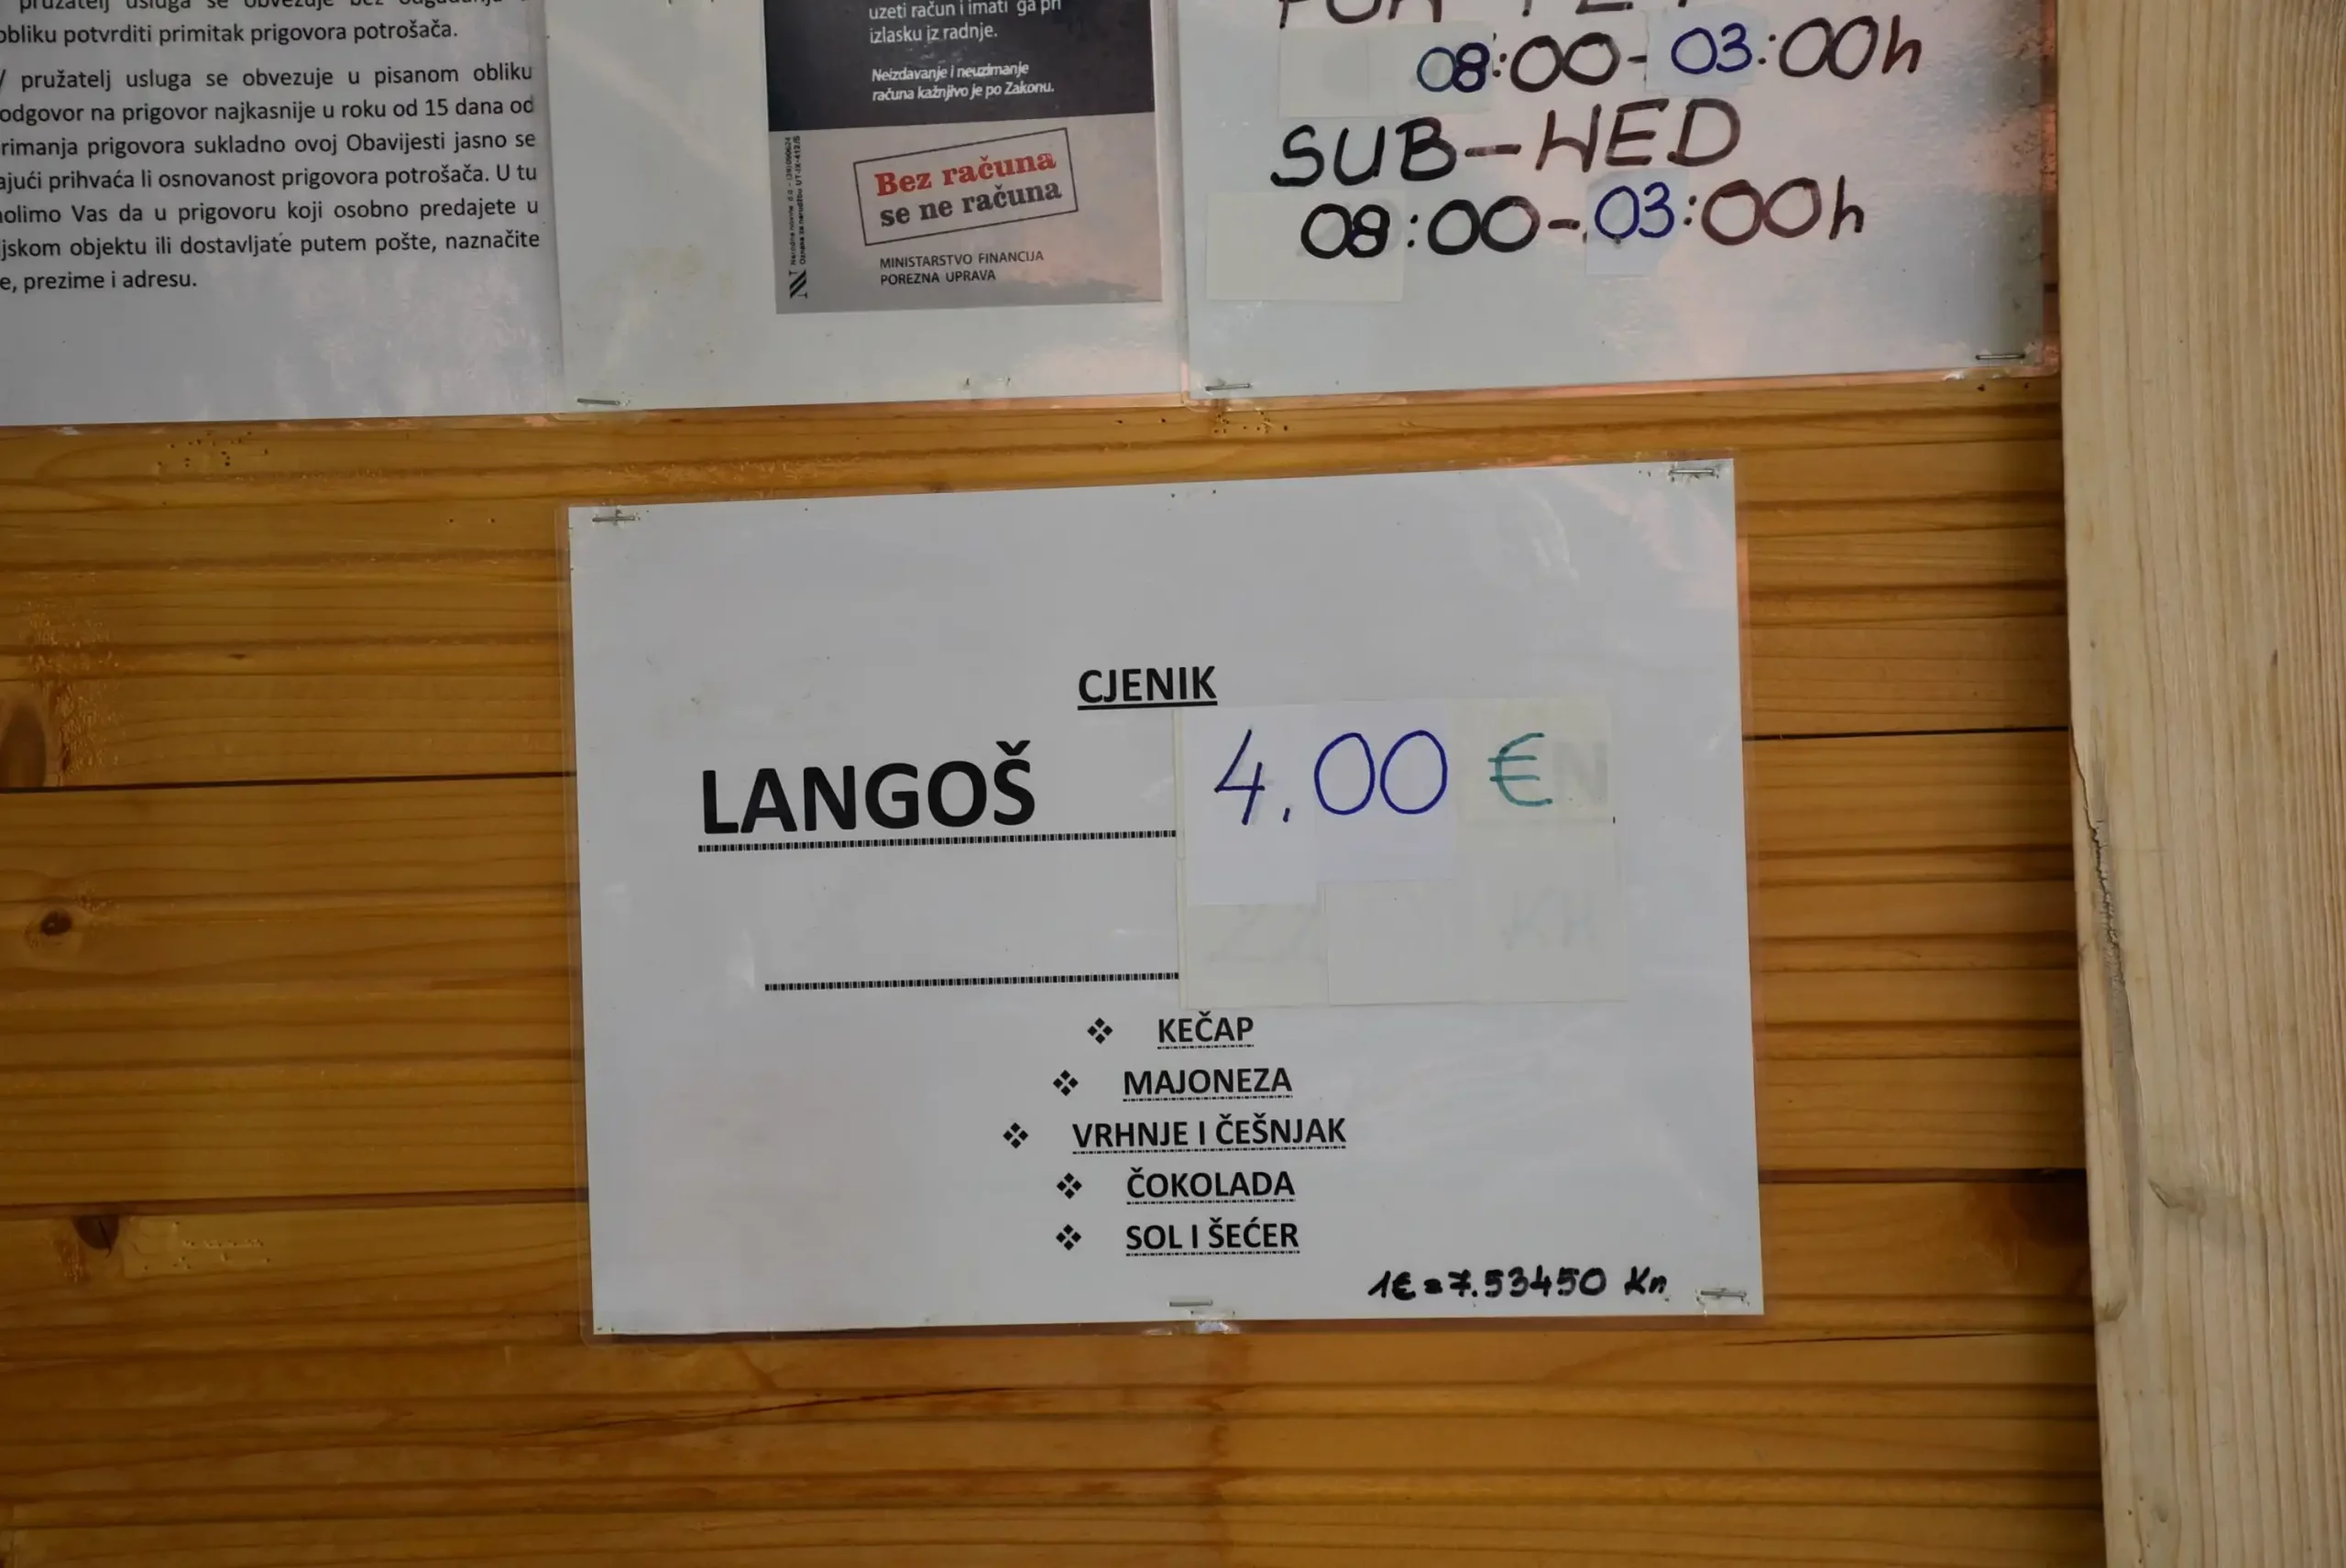 pružatelj usluga se obvezuje bez
obliku potvrditi primitak prigovora potrošača.
/ pružatelj usluga se obvezuje u pisanom obliku
odgovor na prigovor najkasnije u roku od 15 dana od
rimanja prigovora sukladno ovoj Obavijesti jasno se
ajući prihvaća li osnovanost prigovora potrošača. U tu
olimo Vas da u prigovoru koji osobno predajete u
jskom objektu ili dostavljate putem pošte, naznačite
e, prezime i adresu.
uzeti račun i imati ga pri
izlasku iz radnje.
Neizdavanje i neuzimanje
računa kažnjivo je po Zakonu.
Bez računa
se ne računa
MINISTARSTVO FINANCIJA
POREZNA UPRAVA
08:00-03:00h
SUB-NED
08:00-03:00h
CJENIK
LANGOŠ 4.00 €
KEČAP
MAJONEZA
VRHNJE I ČEŠNJAK
ČOKOLADA
SOL I ŠEĆER
1€=7.53450 Kn